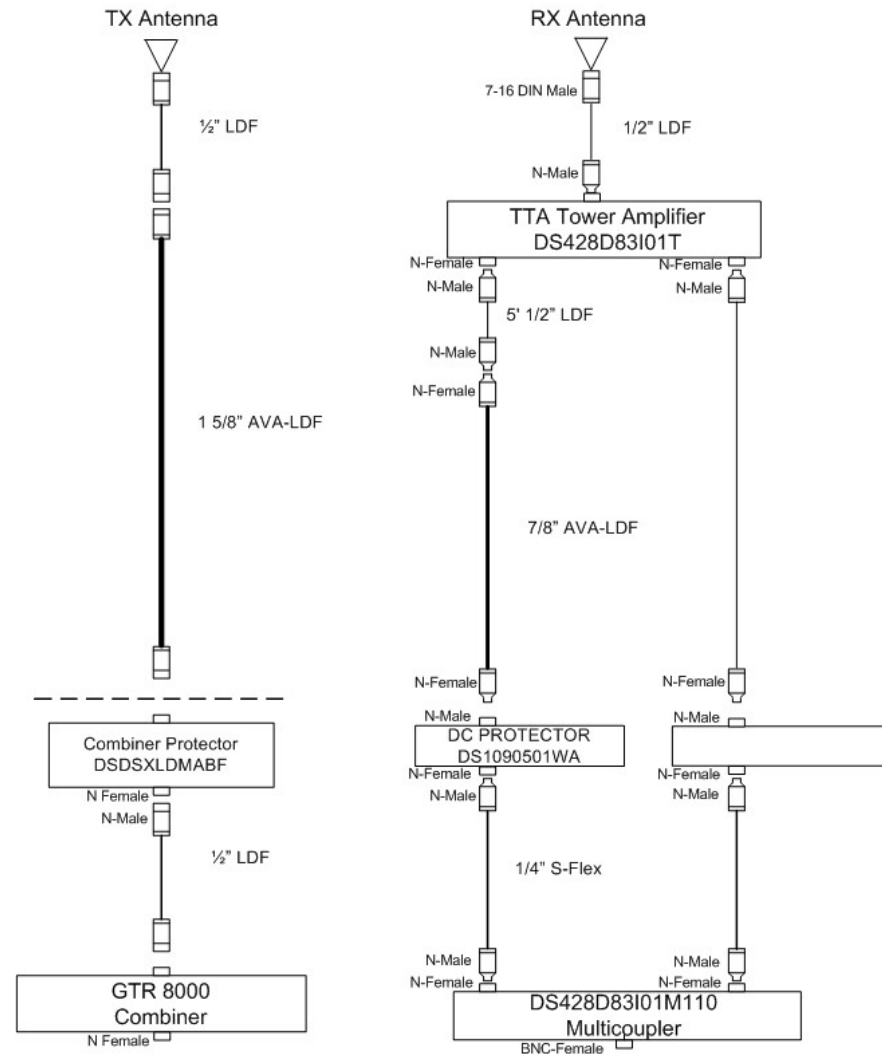 TX Antenna
½” LDF
1 5/8” AVA-LDF
Combiner Protector
DSDSXLDMABF
N Female
N-Male
½” LDF
GTR 8000
Combiner
N Female
RX Antenna
7-16 DIN Male
1/2” LDF
N-Male
TTA Tower Amplifier
DS428D83I01T
N-Female
N-Male
5' 1/2” LDF
N-Male
N-Female
7/8” AVA-LDF
N-Female
N-Male
DC PROTECTOR
DS1090501WA
N-Female
N-Male
1/4” S-Flex
N-Male
N-Female
N-Female
N-Male
N-Female
N-Male
N-Female
N-Male
N-Male
N-Female
DS428D83I01M110
Multicoupler
BNC-Female